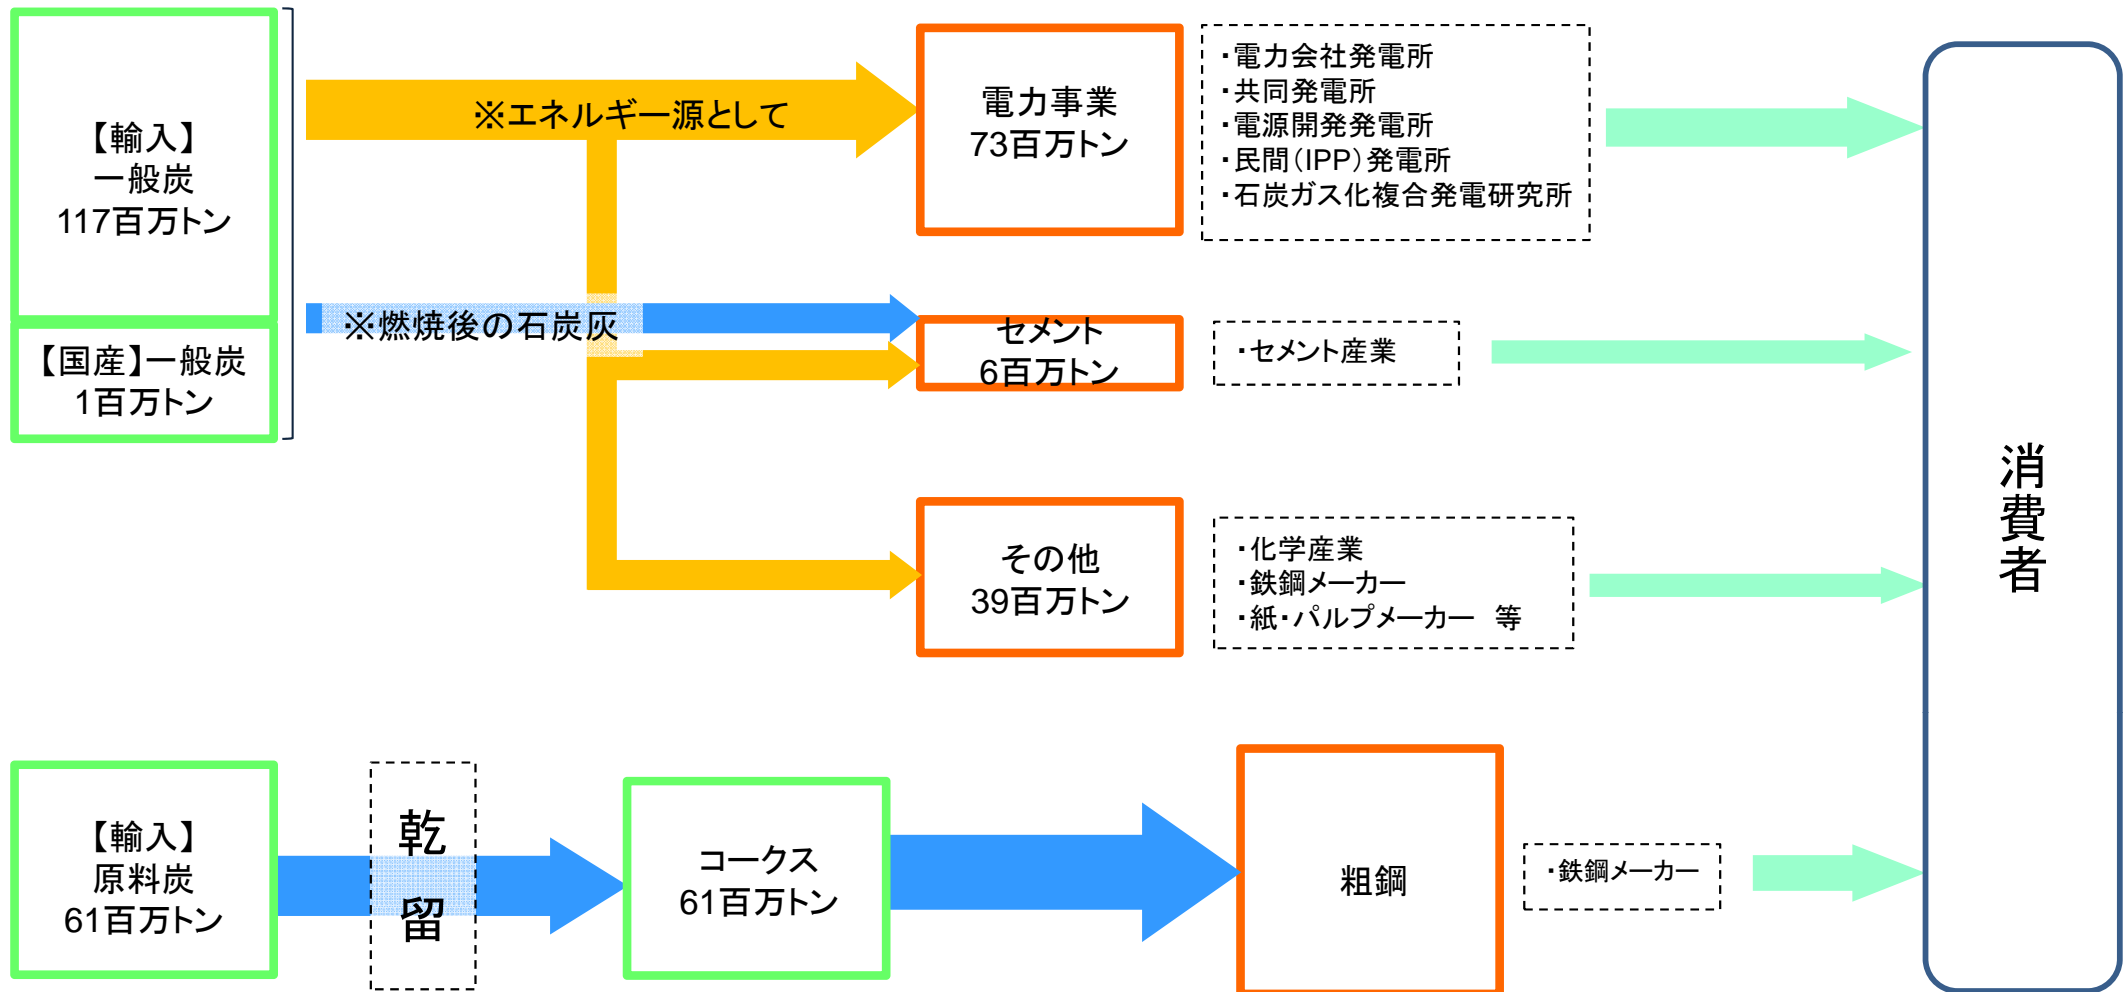 【輸入】
一般炭
117百万トン
【国産】一般炭
1百万トン
※エネルギー源として
※燃焼後の石炭灰
電力事業
73百万トン
・電力会社発電所
・共同発電所
・電源開発発電所
・民間（IPP）発電所
・石炭ガス化複合発電研究所
セメント
6百万トン
・セメント産業
その他
39百万トン
・化学産業
・鉄鋼メーカー
・紙・パルプメーカー　等
消費者
【輸入】
原料炭
61百万トン
乾留
コークス
61百万トン
粗鋼
・鉄鋼メーカー